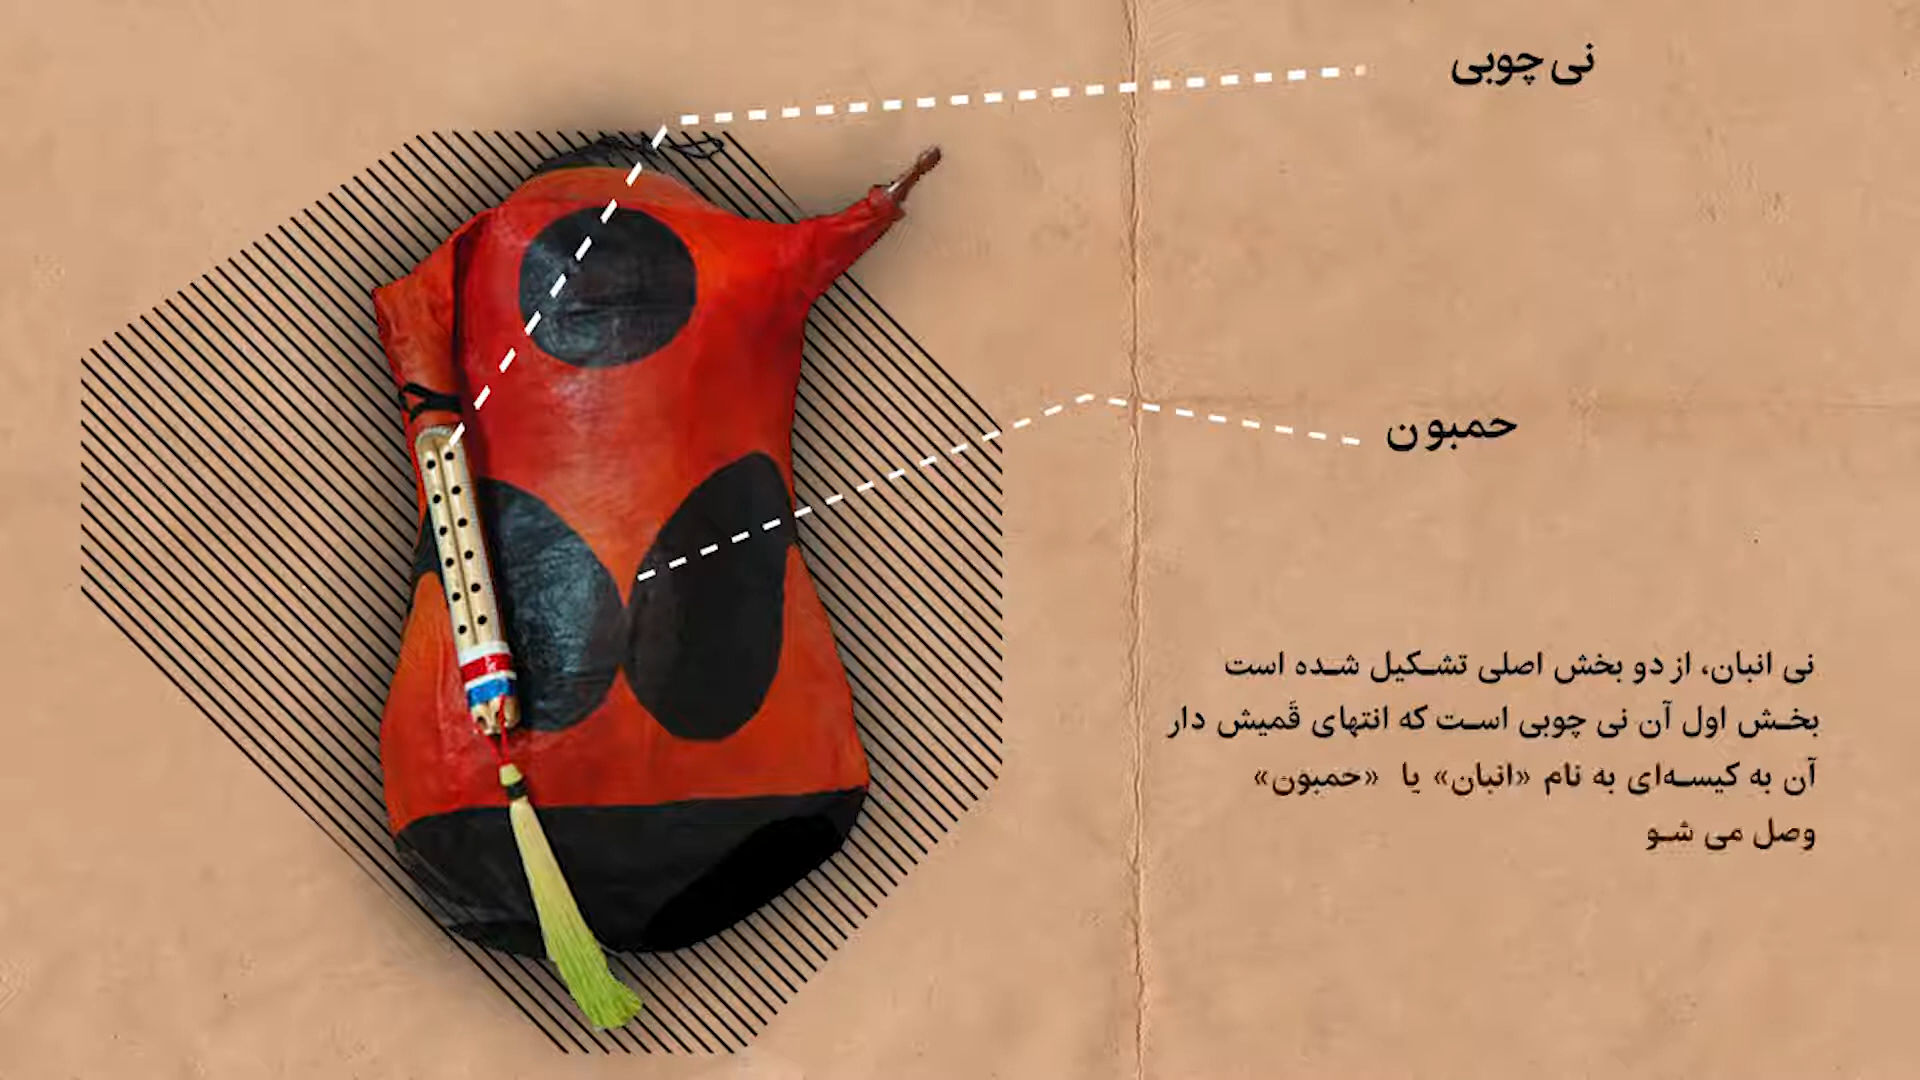 نی چوبی
حمبون
نی انبان، از دو بخش اصلی تشکیل شده است
بخش اول آن نی چوبی است که انتهای قَمیش دار
آن به کیسه‌ای به نام «انبان» یا «حمبون»
وصل می شو